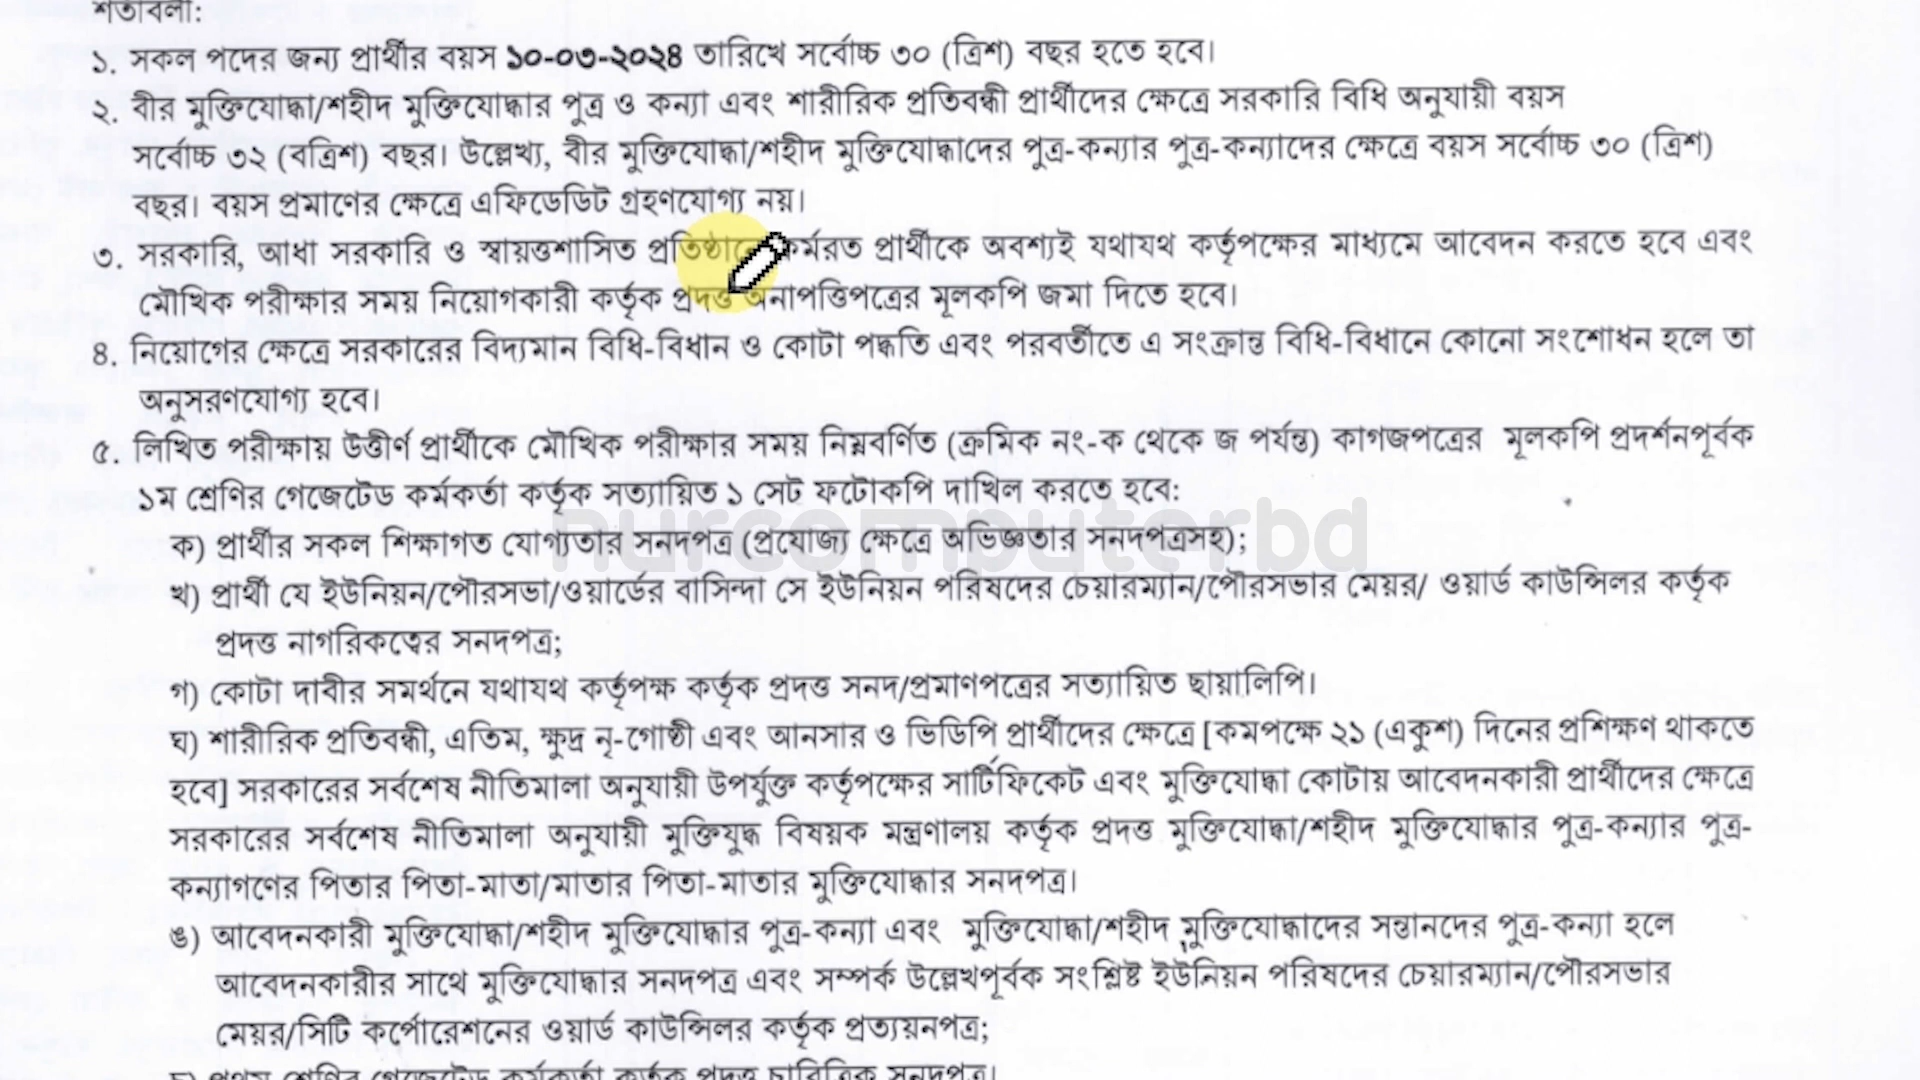 শর্তাবলী:
১. সকল পদের জন্য প্রার্থীর বয়স ১০-০৩-২০২৪ তারিখে সর্বোচ্চ ৩০ (ত্রিশ) বছর হতে হবে।
২. বীর মুক্তিযোদ্ধা/শহীদ মুক্তিযোদ্ধার পুত্র ও কন্যা এবং শারীরিক প্রতিবন্ধী প্রার্থীদের ক্ষেত্রে সরকারি বিধি অনুযায়ী বয়স
সর্বোচ্চ ৩২ (বত্রিশ) বছর। উল্লেখ্য, বীর মুক্তিযোদ্ধা/শহীদ মুক্তিযোদ্ধাদের পুত্র-কন্যার পুত্র-কন্যাদের ক্ষেত্রে বয়স সর্বোচ্চ ৩০ (ত্রিশ)
বছর। বয়স প্রমাণের ক্ষেত্রে এফিডেডিট গ্রহণযোগ্য নয়।
৩. সরকারি, আধা সরকারি ও স্বায়ত্তশাসিত প্রতিষ্ঠানে কর্মরত প্রার্থীকে অবশ্যই যথাযথ কর্তৃপক্ষের মাধ্যমে আবেদন করতে হবে এবং
মৌখিক পরীক্ষার সময় নিয়োগকারী কর্তৃক প্রদত্ত অনাপত্তিপত্রের মূলকপি জমা দিতে হবে।
৪. নিয়োগের ক্ষেত্রে সরকারের বিদ্যমান বিধি-বিধান ও কোটা পদ্ধতি এবং পরবর্তীতে এ সংক্রান্ত বিধি-বিধানে কোনো সংশোধন হলে তা
অনুসরণযোগ্য হবে।
৫. লিখিত পরীক্ষায় উত্তীর্ণ প্রার্থীকে মৌখিক পরীক্ষার সময় নিম্নবর্ণিত (ক্রমিক নং-ক থেকে জ পর্যন্ত) কাগজপত্রের মূলকপি প্রদর্শনপূর্বক
১ম শ্রেণির গেজেটেড কর্মকর্তা কর্তৃক সত্যায়িত ১ সেট ফটোকপি দাখিল করতে হবে:
nurcomputerbd
ক) প্রার্থীর সকল শিক্ষাগত যোগ্যতার সনদপত্র (প্রযোজ্য ক্ষেত্রে অভিজ্ঞতার সনদপত্রসহ);
খ) প্রার্থী যে ইউনিয়ন/পৌরসভা/ওয়ার্ডের বাসিন্দা সে ইউনিয়ন পরিষদের চেয়ারম্যান/পৌরসভার মেয়র/ ওয়ার্ড কাউন্সিলর কর্তৃক
প্রদত্ত নাগরিকত্বের সনদপত্র;
গ) কোটা দাবীর সমর্থনে যথাযথ কর্তৃপক্ষ কর্তৃক প্রদত্ত সনদ/প্রমাণপত্রের সত্যায়িত ছায়ালিপি।
ঘ) শারীরিক প্রতিবন্ধী, এতিম, ক্ষুদ্র নৃ-গোষ্ঠী এবং আনসার ও ভিডিপি প্রার্থীদের ক্ষেত্রে [কমপক্ষে ২১ (একুশ) দিনের প্রশিক্ষণ থাকতে
হবে] সরকারের সর্বশেষ নীতিমালা অনুযায়ী উপর্যুক্ত কর্তৃপক্ষের সার্টিফিকেট এবং মুক্তিযোদ্ধা কোটায় আবেদনকারী প্রার্থীদের ক্ষেত্রে
সরকারের সর্বশেষ নীতিমালা অনুযায়ী মুক্তিযুদ্ধ বিষয়ক মন্ত্রণালয় কর্তৃক প্রদত্ত মুক্তিযোদ্ধা/শহীদ মুক্তিযোদ্ধার পুত্র-কন্যার পুত্র-
কন্যাগণের পিতার পিতা-মাতা/মাতার পিতা-মাতার মুক্তিযোদ্ধার সনদপত্র।
ঙ) আবেদনকারী মুক্তিযোদ্ধা/শহীদ মুক্তিযোদ্ধার পুত্র-কন্যা এবং মুক্তিযোদ্ধা/শহীদ মুক্তিযোদ্ধাদের সন্তানদের পুত্র-কন্যা হলে
আবেদনকারীর সাথে মুক্তিযোদ্ধার সনদপত্র এবং সম্পর্ক উল্লেখপূর্বক সংশ্লিষ্ট ইউনিয়ন পরিষদের চেয়ারম্যান/পৌরসভার
মেয়র/সিটি কর্পোরেশনের ওয়ার্ড কাউন্সিলর কর্তৃক প্রত্যয়নপত্র;
চ) প্রথম শ্রেণির গেজেটেড কর্মকর্তা কর্তৃক প্রদত্ত চারিত্রিক সনদপত্র।